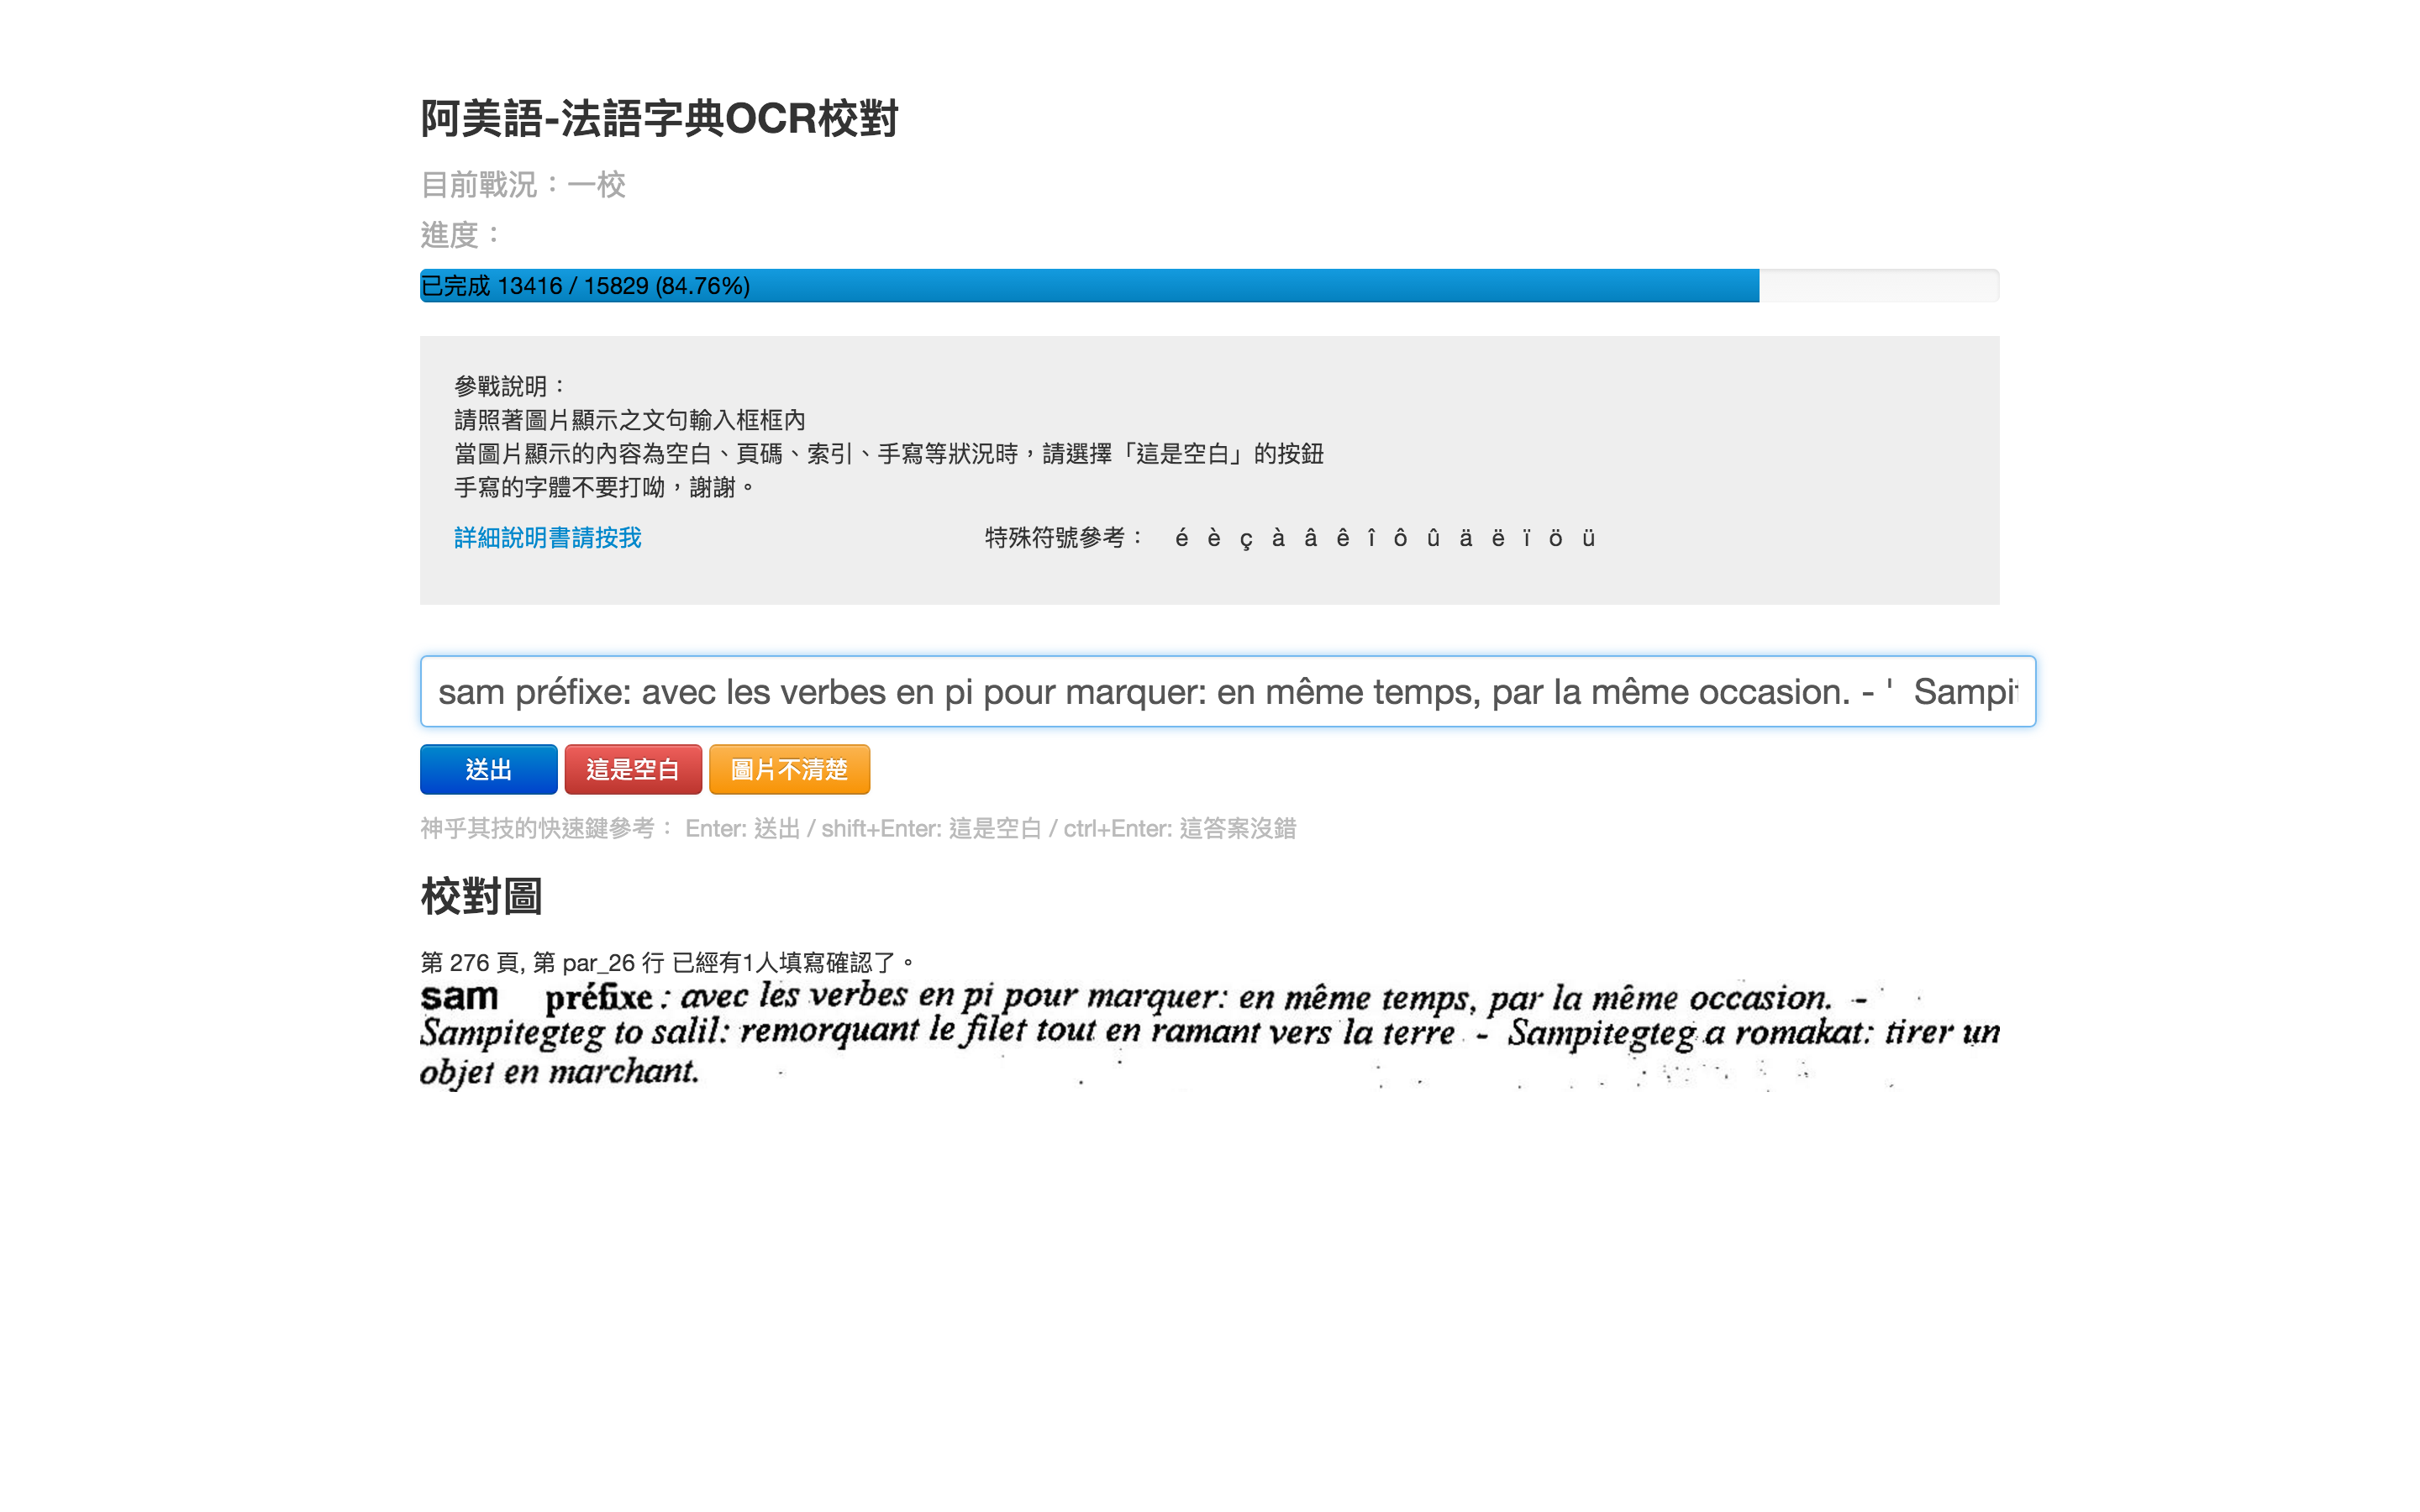 阿美語-法語字典OCR校對
目前戰況：一校
進度：
已完成 13416 / 15829 (84.76%)
參戰說明：
請照著圖片顯示之文句輸入框框內
當圖片顯示的內容為空白、頁碼、索引、手寫等狀況時，請選擇「這是空白」的按鈕
手寫的字體不要打呦，謝謝。
詳細說明書請按我 特殊符號參考： é è ç à â ê î ô û ä ë ï ö ü
sam préfixe: avec les verbes en pi pour marquer: en même temps, par la même occasion. - ' Sampi
送出 這是空白 圖片不清楚
神乎其技的快速鍵參考： Enter: 送出 / shift+Enter: 這是空白 / ctrl+Enter: 這答案沒錯
校對圖
第 276 頁, 第 par_26 行 已經有1人填寫確認了。
sam préfixe : avec les verbes en pi pour marquer: en même temps, par la même occasion. -
Sampitegteg to salil: remorquant le filet tout en ramant vers la terre - Sampitegteg a romakat: tirer un
objet en marchant.